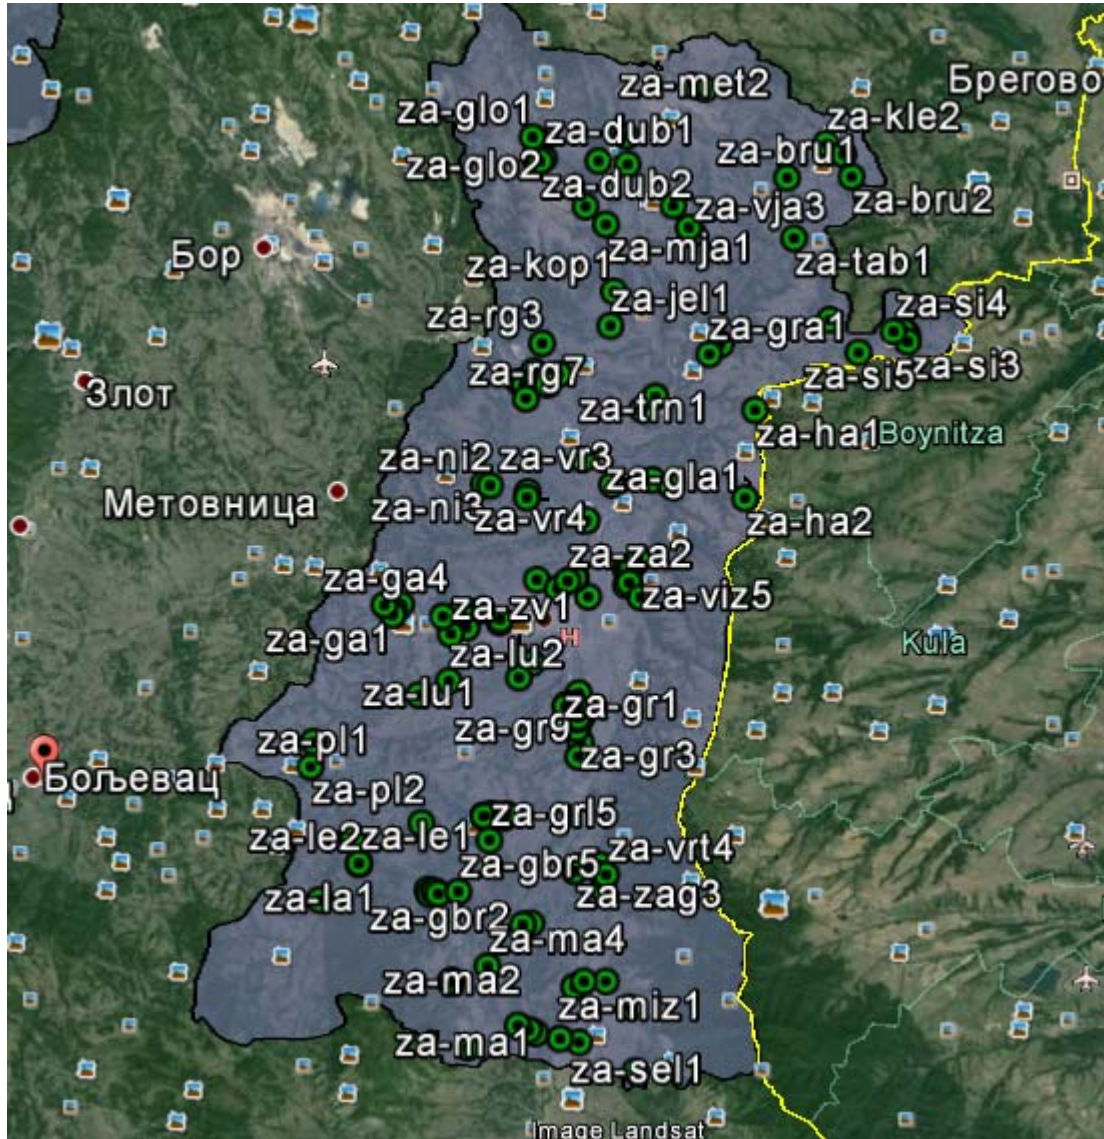 za-met2
Брегово
za-glo1
za-kle2
za-dub1
za-bru1
za-glo2
za-dub2
za-bru2
za-vja3
Бор
za-mja1
za-kop1
za-tab1
za-jel1
za-si4
za-rg3
za-gra1
za-si5
za-si3
za-rg7
Злот
za-trn1
za-ha1
Boynitza
za-ni2
za-vr3
za-gla1
Метовница
za-ni3
za-vr4
za-ha2
za-za2
za-ga4
za-viz5
za-zv1
za-ga1
H
Kula
za-lu2
za-lu1
za-gr1
za-gr9
za-pl1
za-gr3
Бољевац
za-pl2
za-grl5
za-le2
za-le1
za-vrt4
za-gbr5
za-la1
za-zag3
za-gbr2
za-ma4
za-ma2
za-miz1
za-ma1
za-sel1
Image Landsat